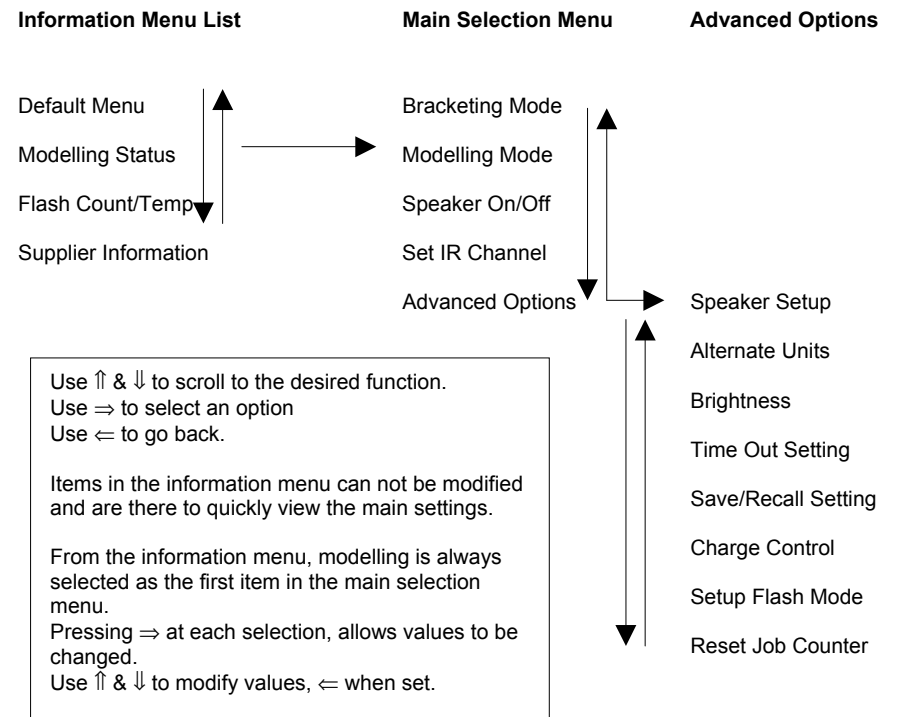 Information Menu List
Main Selection Menu
Advanced Options
Default Menu
Modelling Status
Flash Count/Temp
Supplier Information
Bracketing Mode
Modelling Mode
Speaker On/Off
Set IR Channel
Advanced Options
Speaker Setup
Alternate Units
Brightness
Time Out Setting
Save/Recall Setting
Charge Control
Setup Flash Mode
Reset Job Counter
Use ⇑ & ⇓ to scroll to the desired function.
Use ⇒ to select an option
Use ⇐ to go back.
Items in the information menu can not be modified
and are there to quickly view the main settings.
From the information menu, modelling is always
selected as the first item in the main selection
menu.
Pressing ⇒ at each selection, allows values to be
changed.
Use ⇑ & ⇓ to modify values, ⇐ when set.